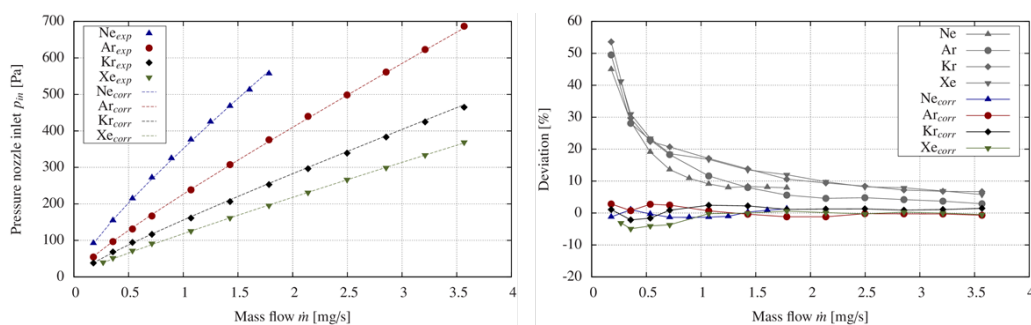 700
600
500
400
300
200
100
0
Pressure nozzle inlet p_in [Pa]
Ne_exp
Ar_exp
Kr_exp
Xe_exp
Ne_corr
Ar_corr
Kr_corr
Xe_corr
0 0.5 1 1.5 2 2.5 3 3.5 4
Mass flow ṁ [mg/s]
60
50
40
30
20
10
0
-10
-20
Deviation [%]
Ne
Ar
Kr
Xe
Ne_corr
Ar_corr
Kr_corr
Xe_corr
0 0.5 1 1.5 2 2.5 3 3.5 4
Mass flow ṁ [mg/s]